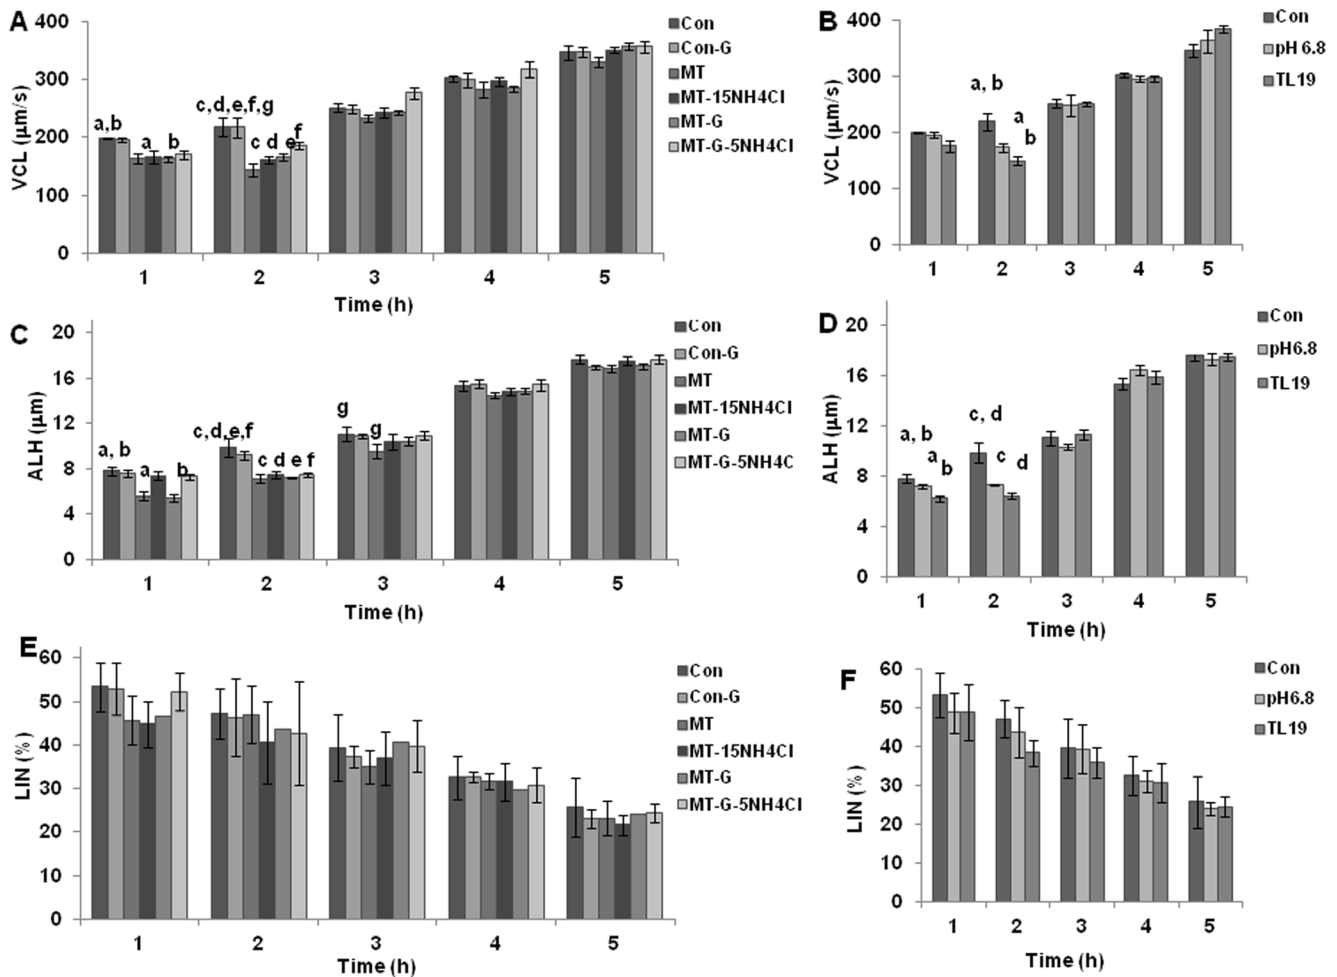 A
VCL (µm/s)
400
300
200
100
0
a,b
a
b
c,d,e,f,g
c d e f
1 2 3 4 5
Time (h)
Con
Con-G
MT
MT-15NH4Cl
MT-G
MT-G-5NH4Cl
B
VCL (µm/s)
400
300
200
100
0
a, b
a
b
1 2 3 4 5
Time (h)
Con
pH 6.8
TL19
C
ALH (µm)
20
16
12
8
4
0
a, b
a
b
c,d,e,f
c d e f
g
g
1 2 3 4 5
Time (h)
Con
Con-G
MT
MT-15NH4Cl
MT-G
MT-G-5NH4C
D
ALH (µm)
20
16
12
8
4
0
a, b
a
b
c, d
c
d
1 2 3 4 5
Time (h)
Con
pH6.8
TL19
E
LIN (%)
60
50
40
30
20
10
0
1 2 3 4 5
Time (h)
Con
Con-G
MT
MT-15NH4Cl
MT-G
MT-G-5NH4Cl
F
LIN (%)
60
50
40
30
20
10
0
1 2 3 4 5
Time (h)
Con
pH6.8
TL19